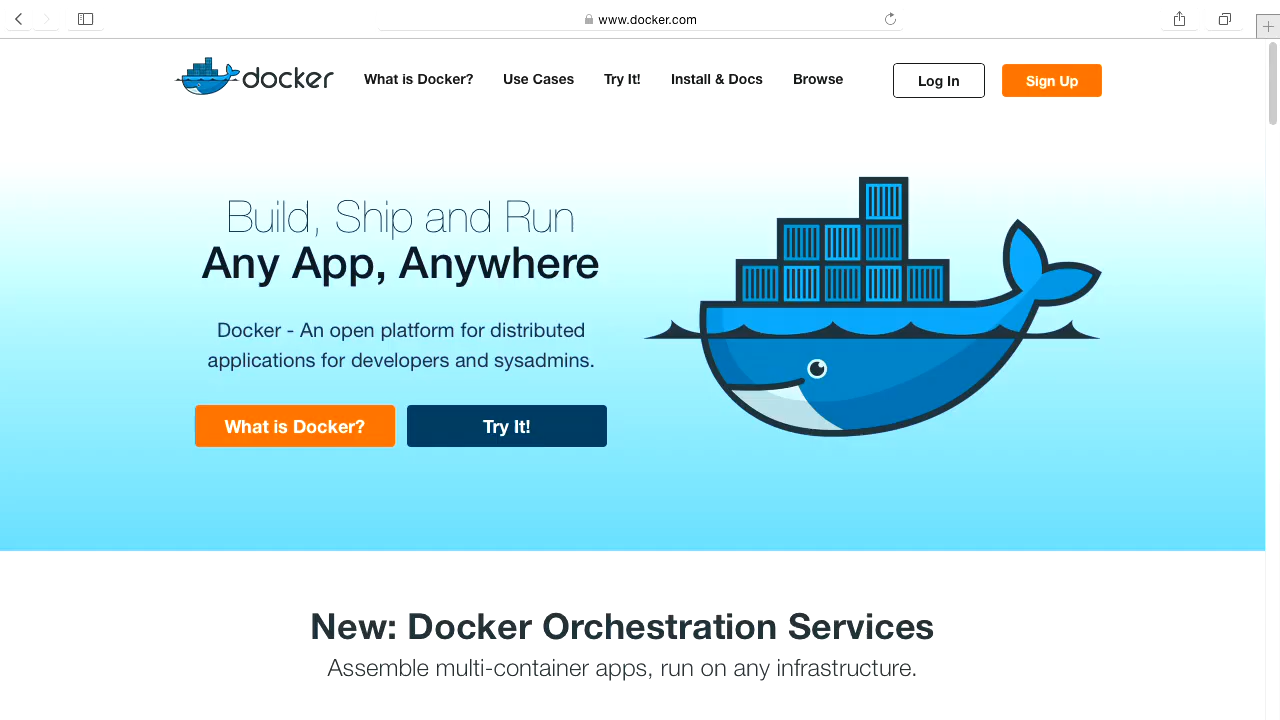 www.docker.com
docker What is Docker? Use Cases Try It! Install & Docs Browse Log In Sign Up
Build, Ship and Run
Any App, Anywhere
Docker - An open platform for distributed
applications for developers and sysadmins.
What is Docker? Try It!
New: Docker Orchestration Services
Assemble multi-container apps, run on any infrastructure.